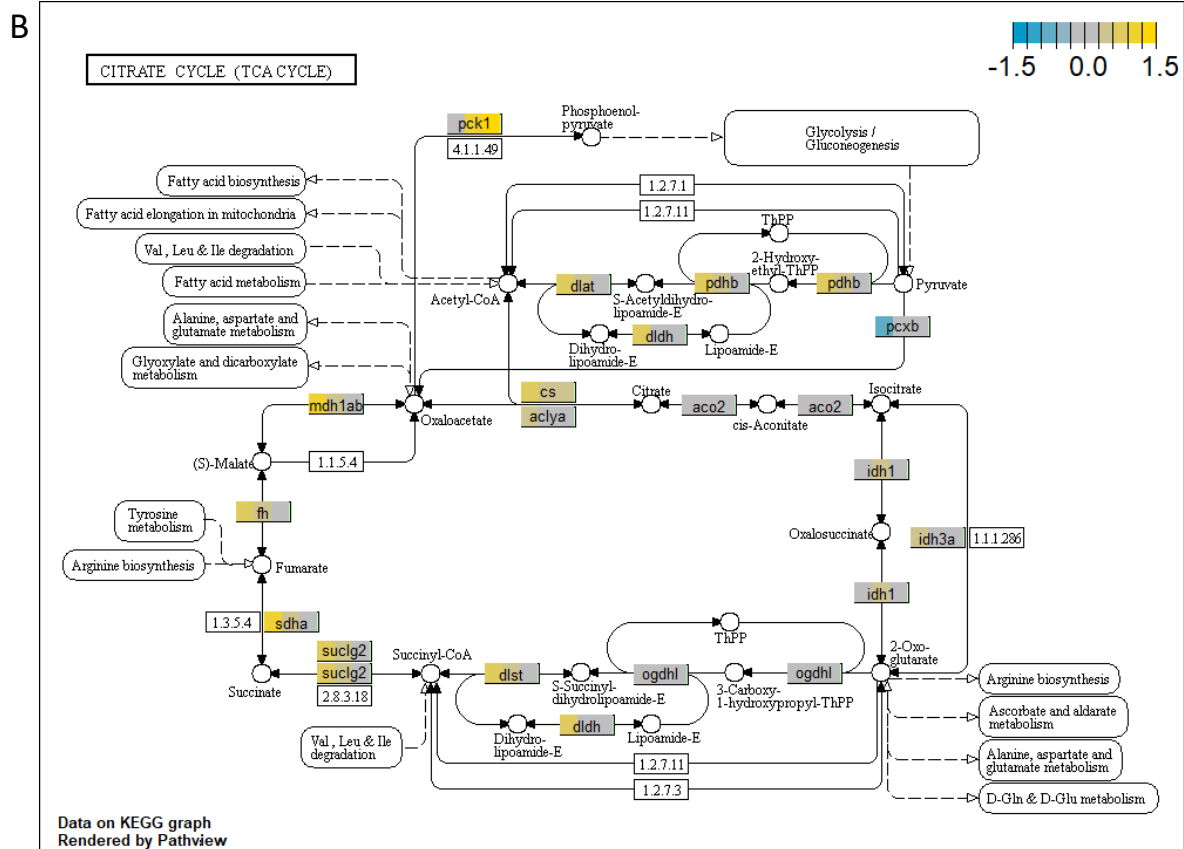 B
CITRATE CYCLE (TCA CYCLE)
-1.5 0.0 1.5
pck1
4.1.1.49
Phosphoenol-
pyruvate
Glycolysis /
Gluconeogenesis
Fatty acid biosynthesis
Fatty acid elongation in mitochondria
Val, Leu & Ile degradation
Fatty acid metabolism
Alanine, aspartate and
glutamate metabolism
Glyoxylate and dicarboxylate
metabolism
1.2.7.1
1.2.7.11
ThPP
2-Hydroxy-
ethyl-ThPP
Acetyl-CoA
dlat
S-Acetyldihydro-
lipoamide-E
pdhb
pdhb
Pyruvate
Dihydro-
lipoamide-E
dldh
Lipoamide-E
pcxb
mdh1ab
Oxaloacetate
cs
aclya
Citrate
aco2
cis-Aconitate
aco2
Isocitrate
(S)-Malate
1.1.5.4
idh1
fh
Tyrosine
metabolism
Arginine biosynthesis
Fumarate
Oxalosuccinate
idh3a
1.1.1.286
idh1
1.3.5.4
sdha
suclg2
suclg2
2.8.3.18
Succinate
Succinyl-CoA
dlst
S-Succinyl-
dihydrolipoamide-E
ogdhl
ThPP
3-Carboxy-
1-hydroxypropyl-ThPP
ogdhl
2-Oxo-
glutarate
Dihydro-
lipoamide-E
dldh
Lipoamide-E
Val, Leu & Ile
degradation
1.2.7.11
1.2.7.3
Arginine biosynthesis
Ascorbate and aldarate
metabolism
Alanine, aspartate and
glutamate metabolism
D-Gln & D-Glu metabolism
Data on KEGG graph
Rendered by Pathview